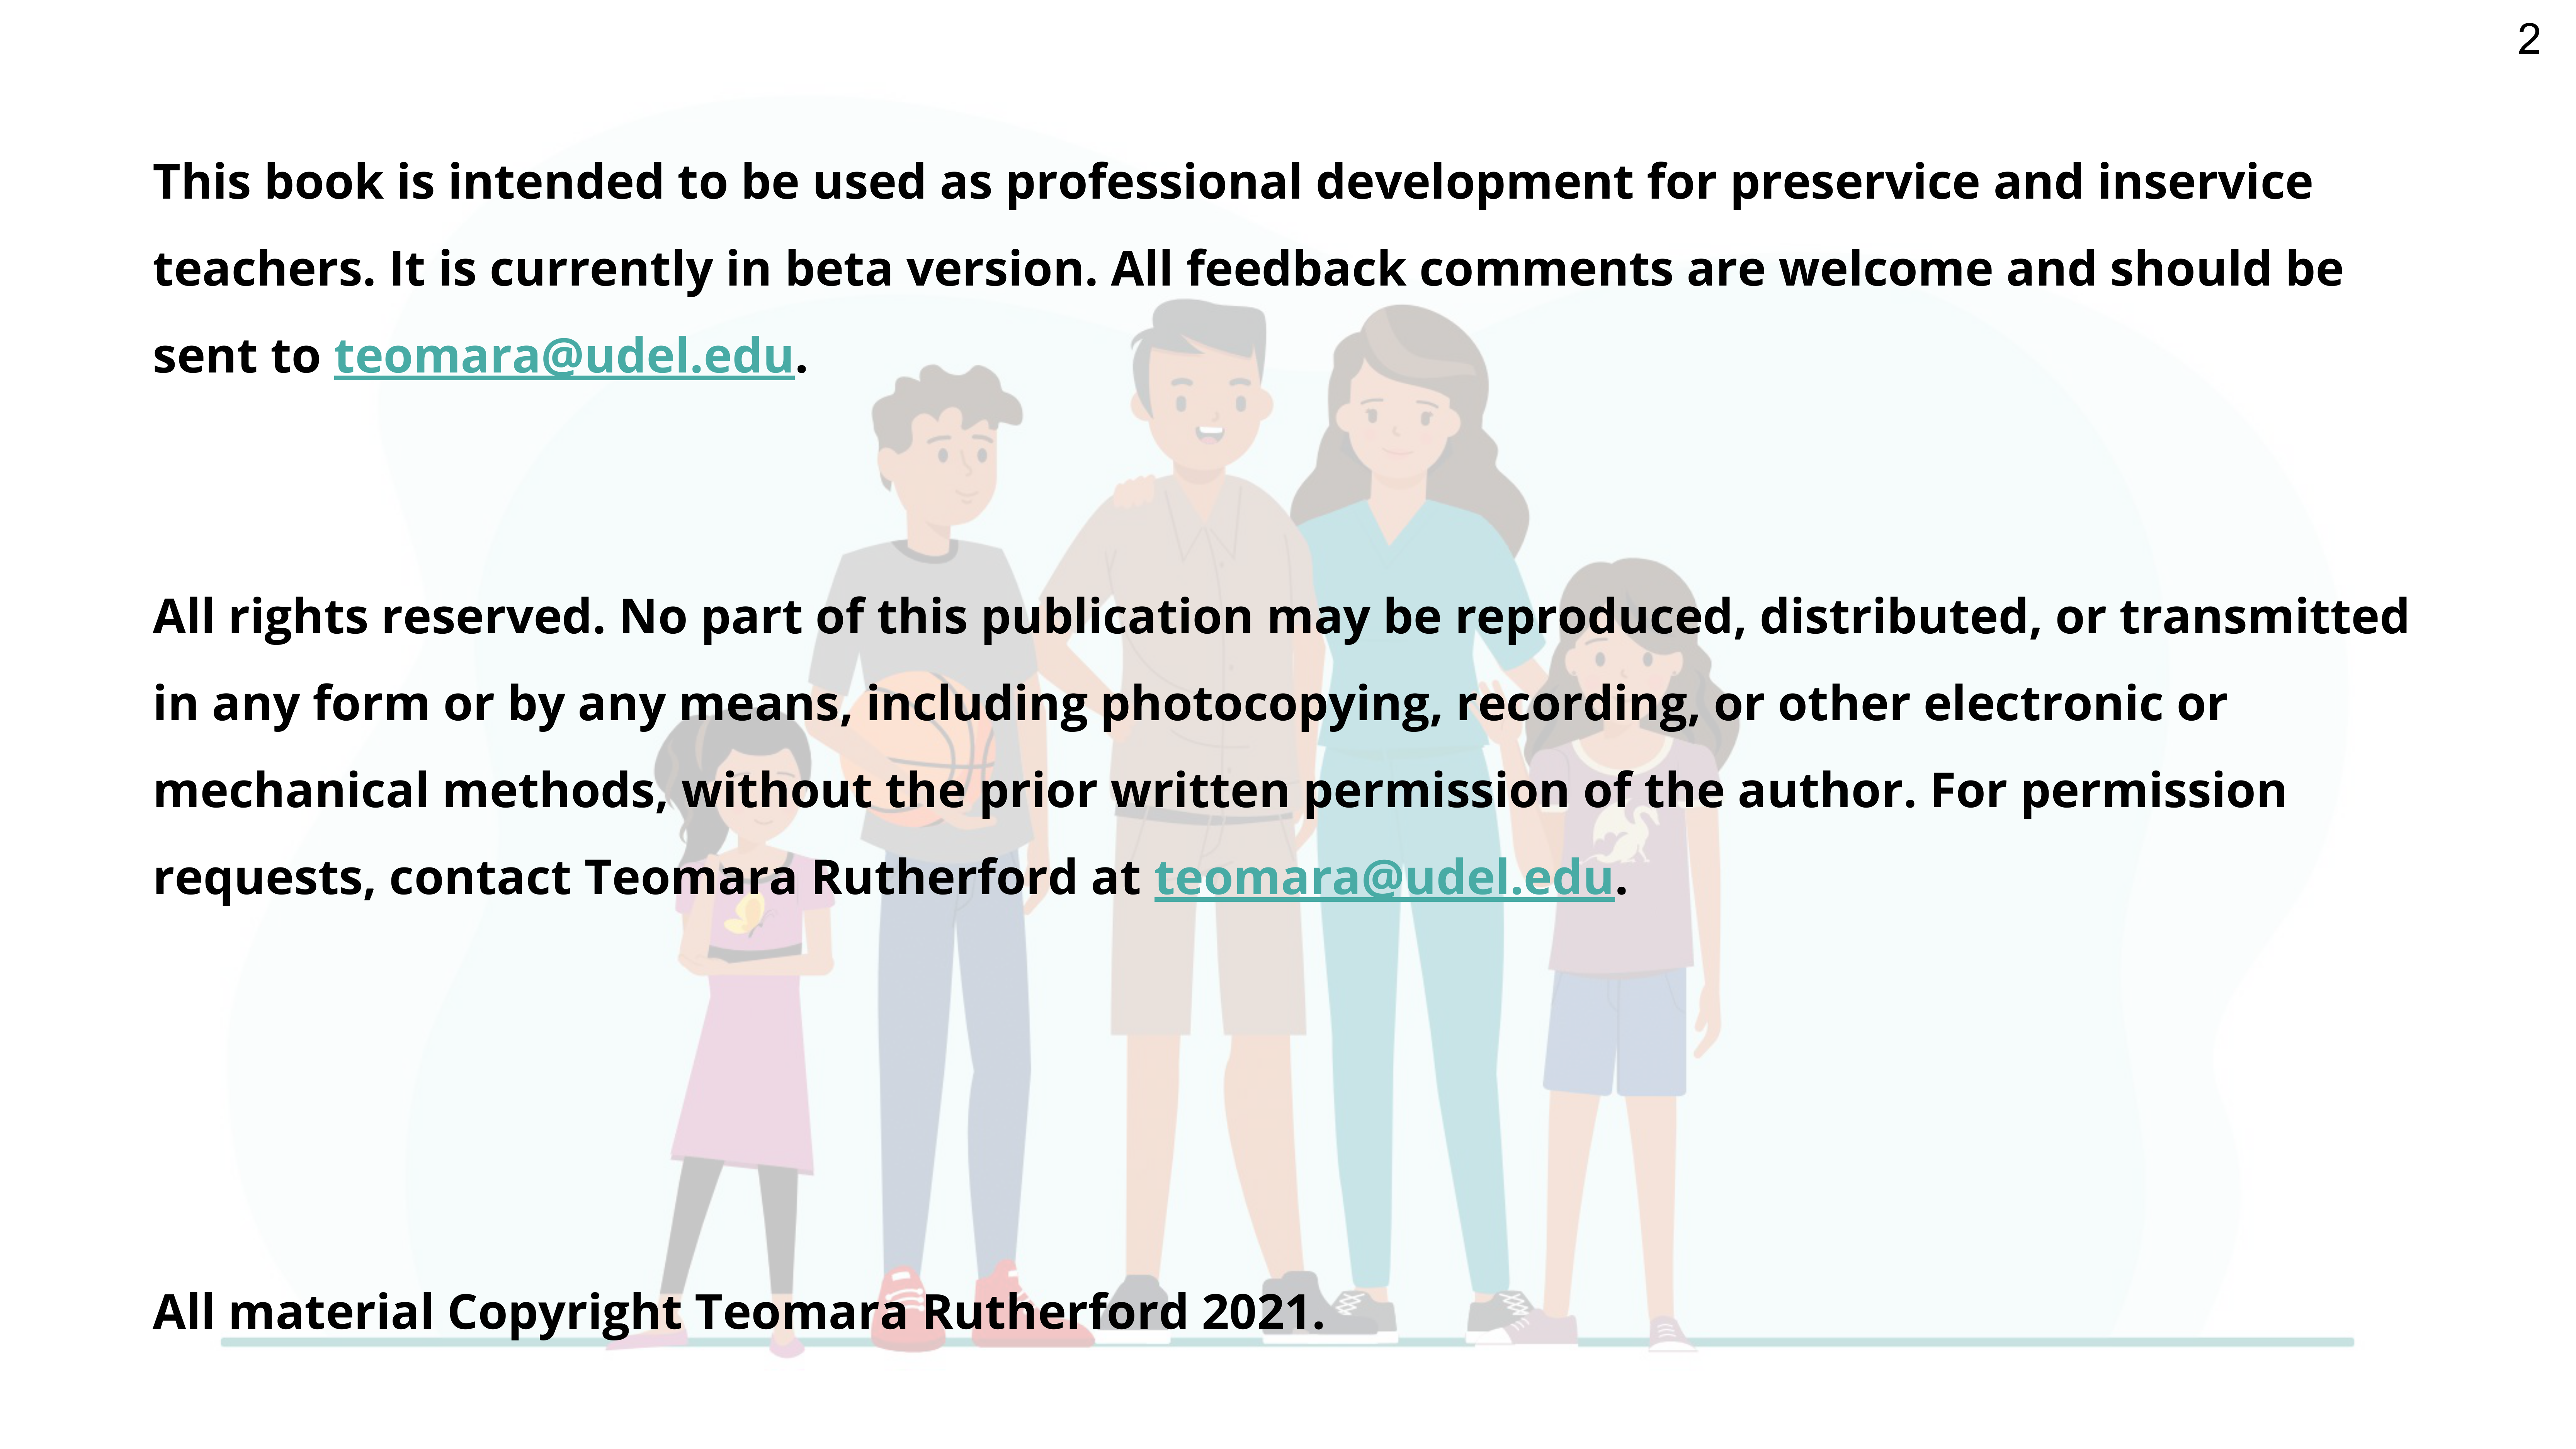 2
This book is intended to be used as professional development for preservice and inservice
teachers. It is currently in beta version. All feedback comments are welcome and should be
sent to teomara@udel.edu.
All rights reserved. No part of this publication may be reproduced, distributed, or transmitted
in any form or by any means, including photocopying, recording, or other electronic or
mechanical methods, without the prior written permission of the author. For permission
requests, contact Teomara Rutherford at teomara@udel.edu.
All material Copyright Teomara Rutherford 2021.